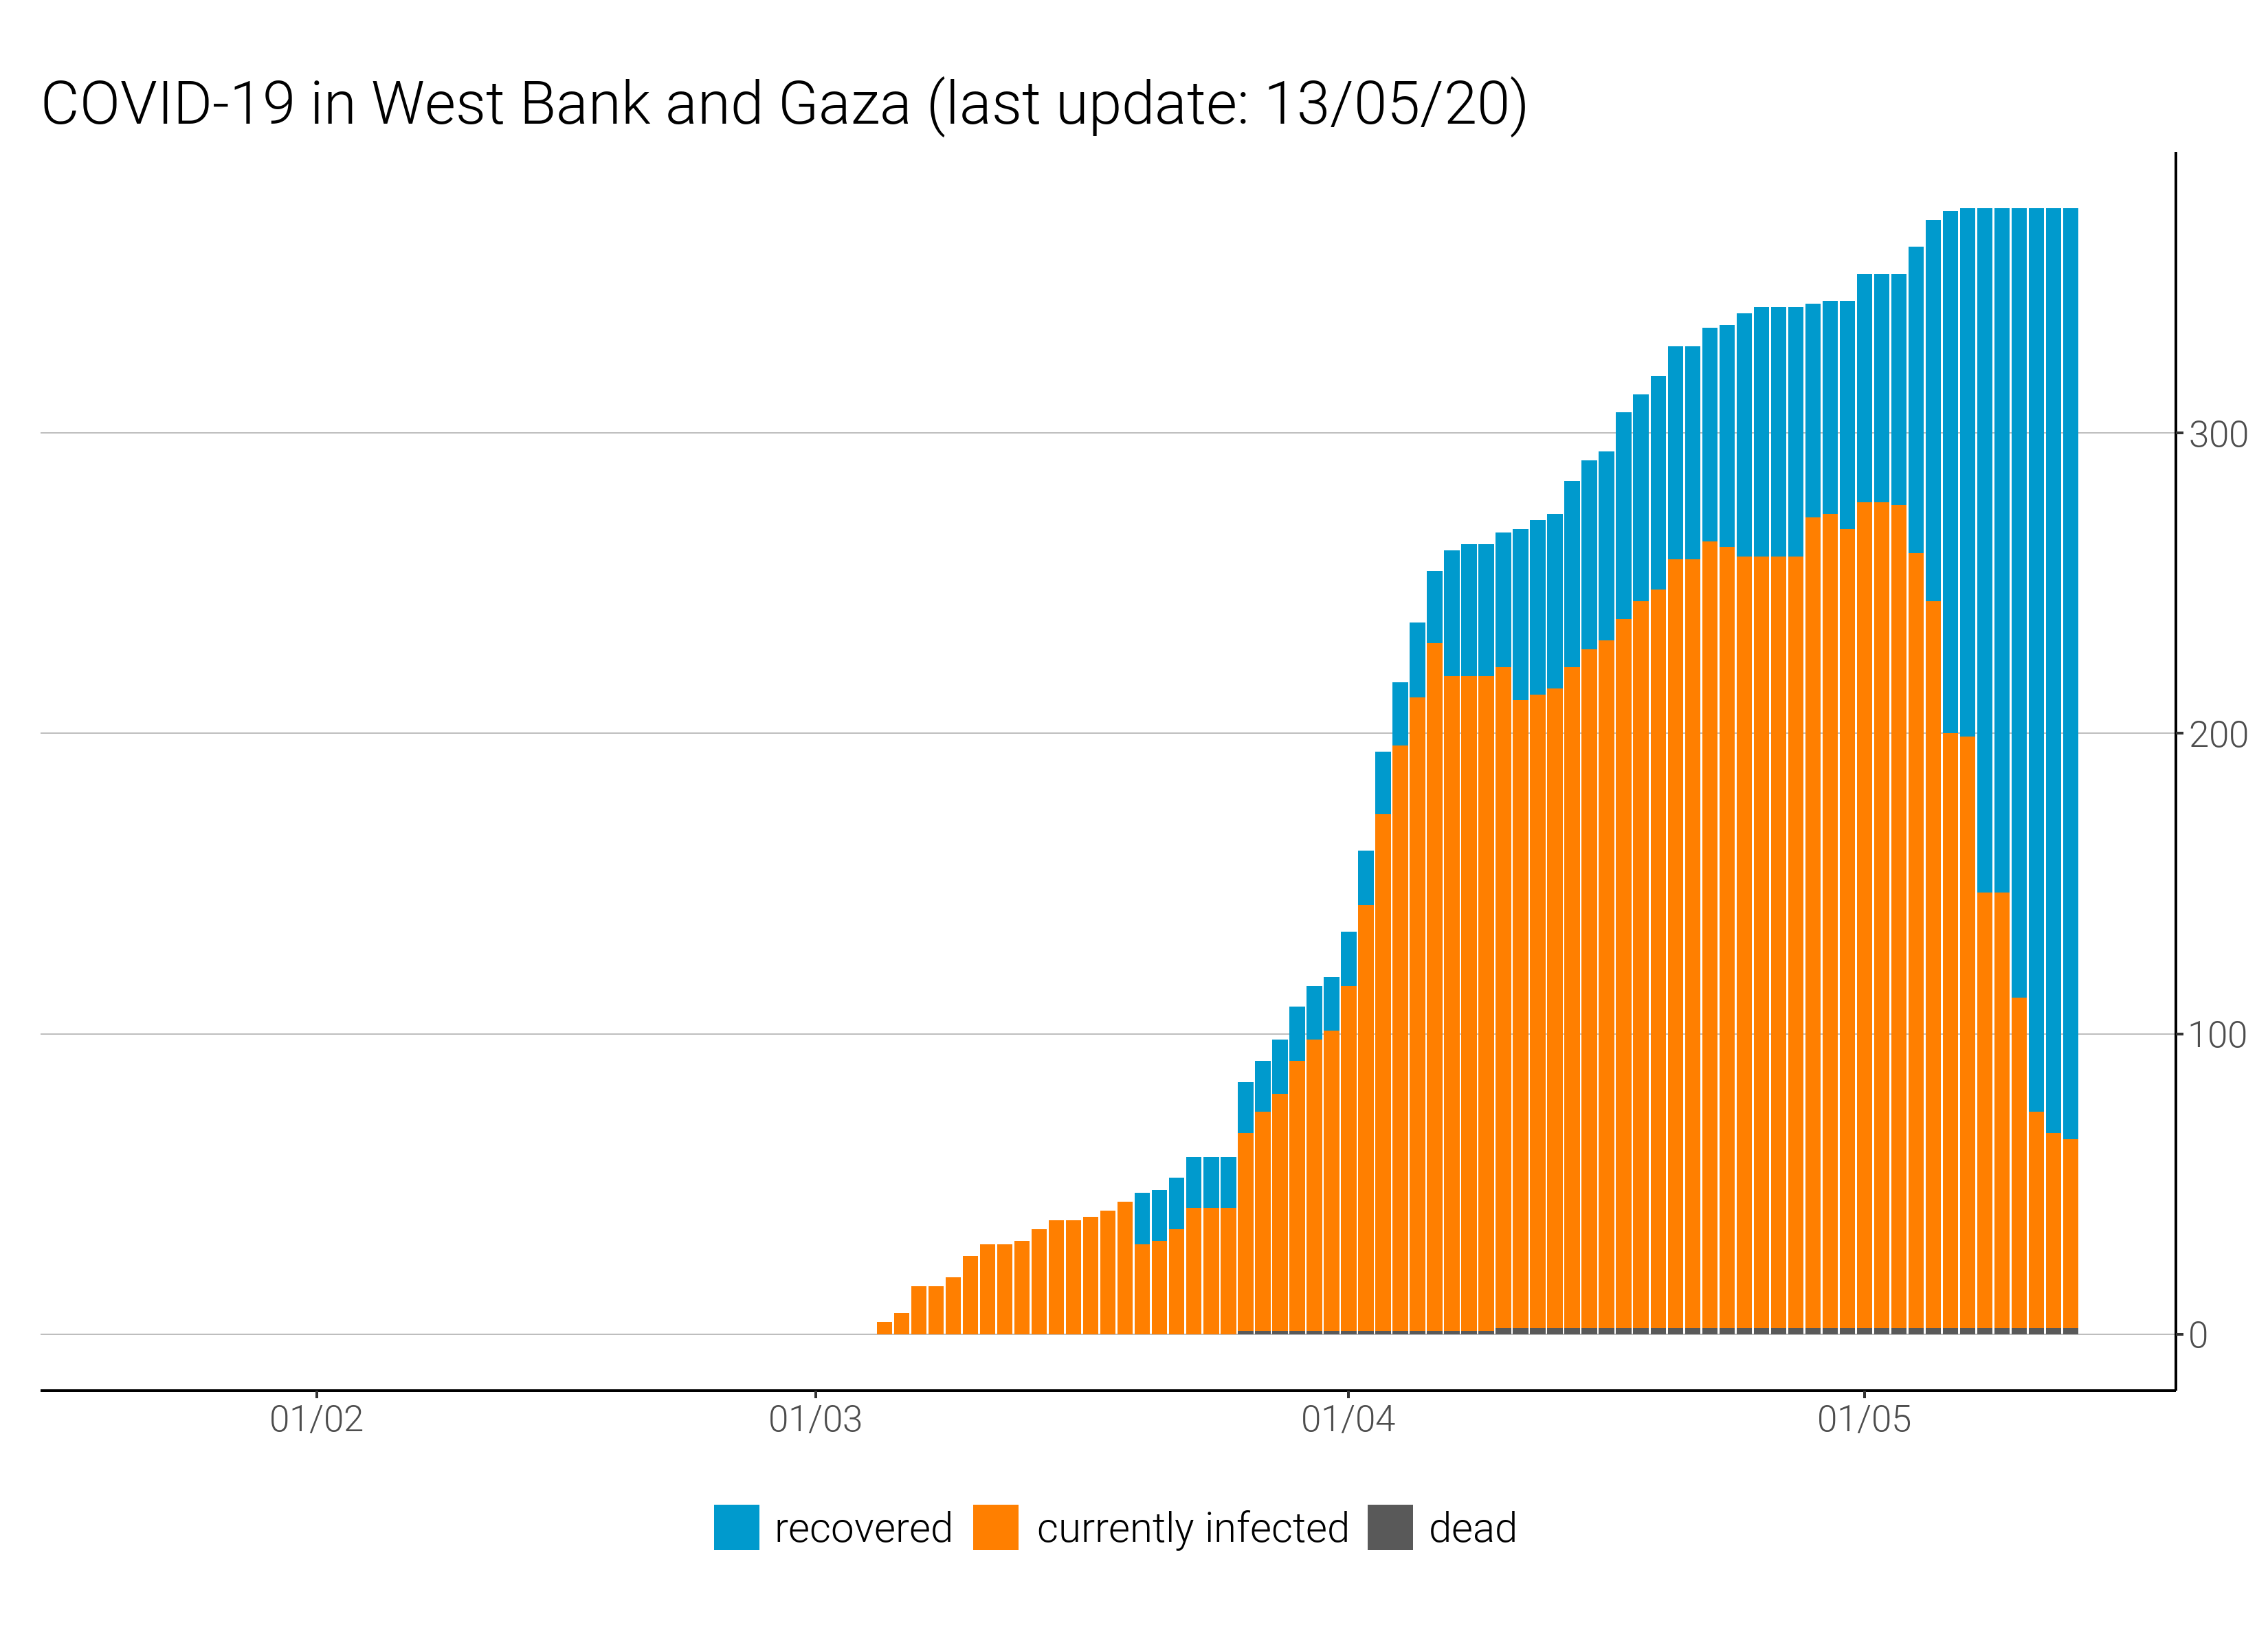 COVID-19 in West Bank and Gaza (last update: 13/05/20)
300
200
100
0
01/02 01/03 01/04 01/05
recovered currently infected dead